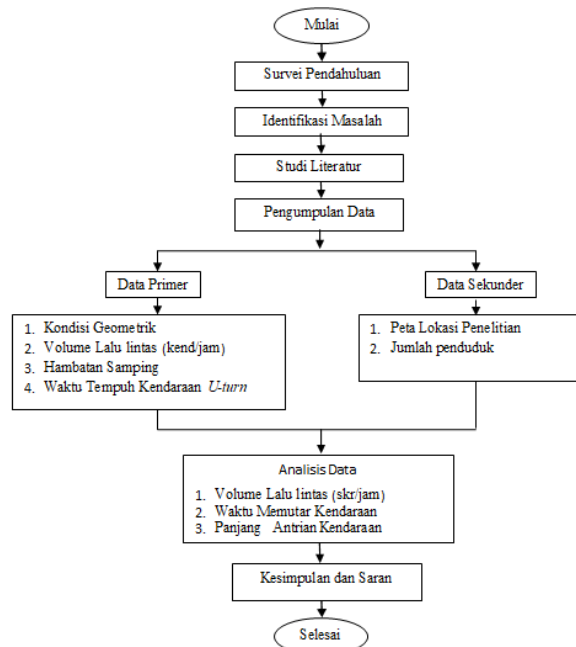 Mulai
Survei Pendahuluan
Identifikasi Masalah
Studi Literatur
Pengumpulan Data
Data Primer
Data Sekunder
1. Kondisi Geometrik
2. Volume Lalu lintas (kend/jam)
3. Hambatan Samping
4. Waktu Tempuh Kendaraan U-turn
1. Peta Lokasi Penelitian
2. Jumlah penduduk
Analisis Data
1. Volume Lalu lintas (skr/jam)
2. Waktu Memutar Kendaraan
3. Panjang Antrian Kendaraan
Kesimpulan dan Saran
Selesai